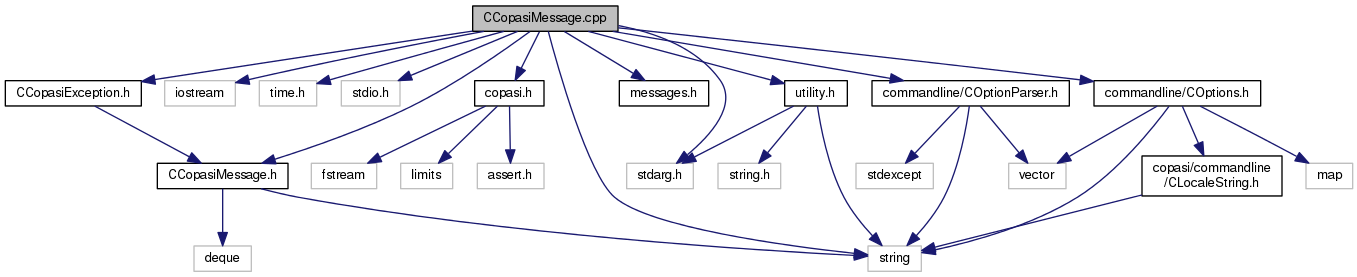 CCopasiMessage.cpp
CCopasiException.h
iostream
time.h
stdio.h
copasi.h
messages.h
utility.h
commandline/COptionParser.h
commandline/COptions.h
CCopasiMessage.h
fstream
limits
assert.h
stdarg.h
string.h
stdexcept
vector
copasi/commandline
/CLocaleString.h
map
deque
string